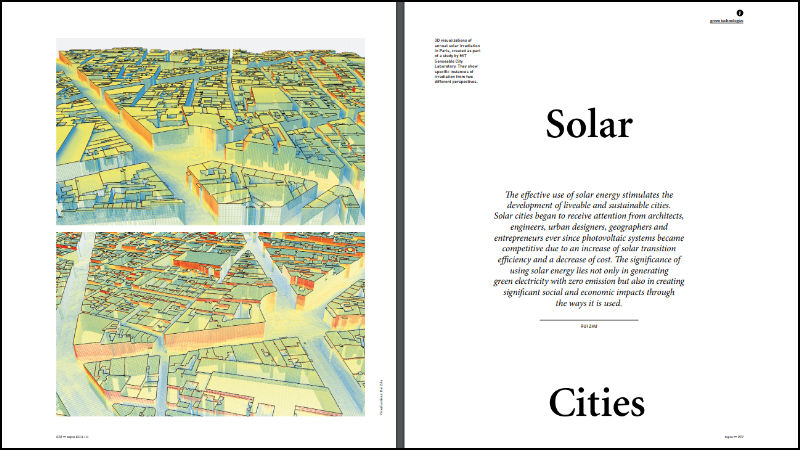 green technologies
3D visualizations of
annual solar irradiation
in Paris, created as part
of a study by MIT
Senseable City
Laboratory. They show
specific instances of
irradiation from two
different perspectives.
Solar
The effective use of solar energy stimulates the
development of liveable and sustainable cities.
Solar cities began to receive attention from architects,
engineers, urban designers, geographers and
entrepreneurs ever since photovoltaic systems became
competitive due to an increase of solar transition
efficiency and a decrease of cost. The significance of
using solar energy lies not only in generating
green electricity with zero emission but also in creating
significant social and economic impacts through
the ways it is used.
RUI ZHU
Cities